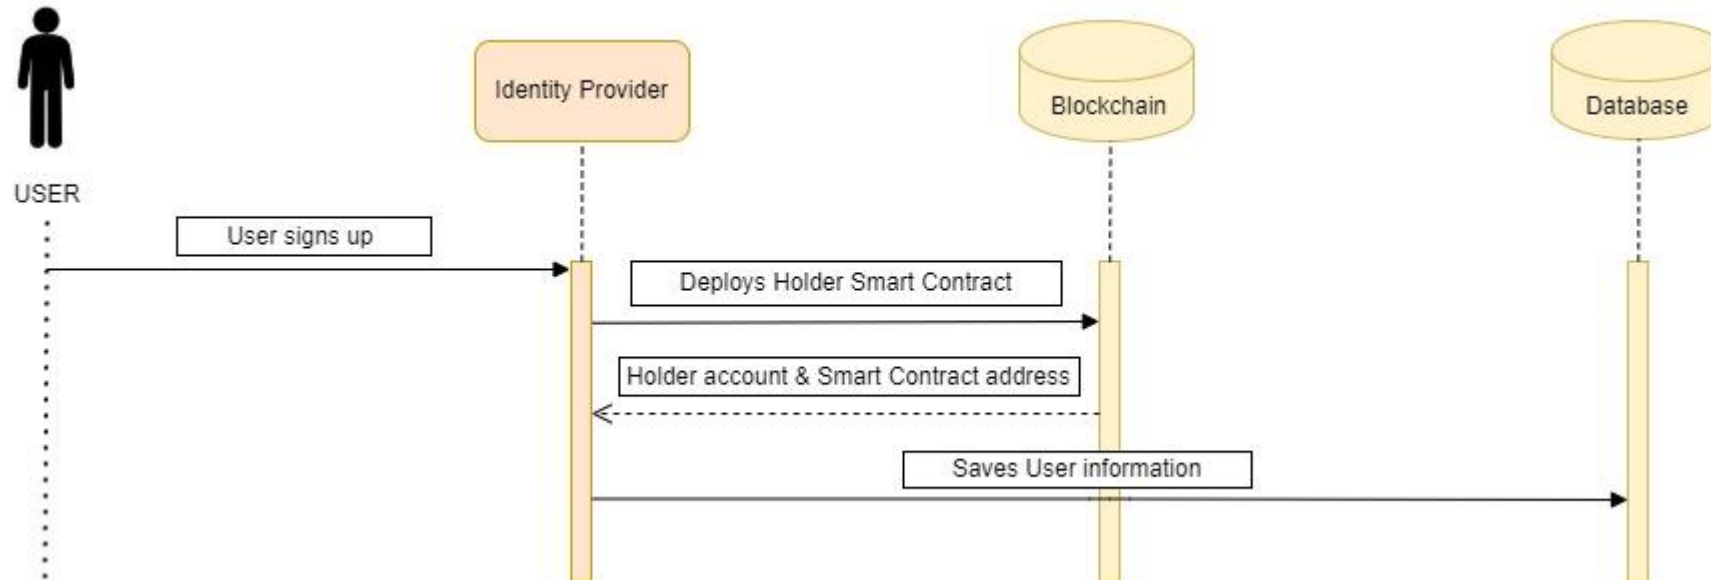 Identity Provider
Blockchain
Database
USER
User signs up
Deploys Holder Smart Contract
Holder account & Smart Contract address
Saves User information